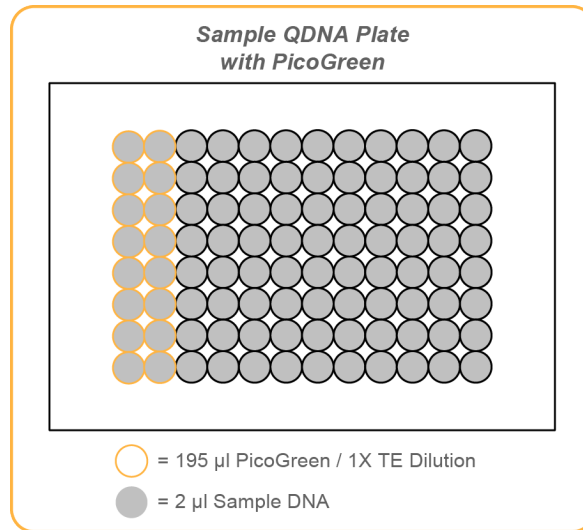 Sample QDNA Plate
with PicoGreen
= 195 µl PicoGreen / 1X TE Dilution
= 2 µl Sample DNA